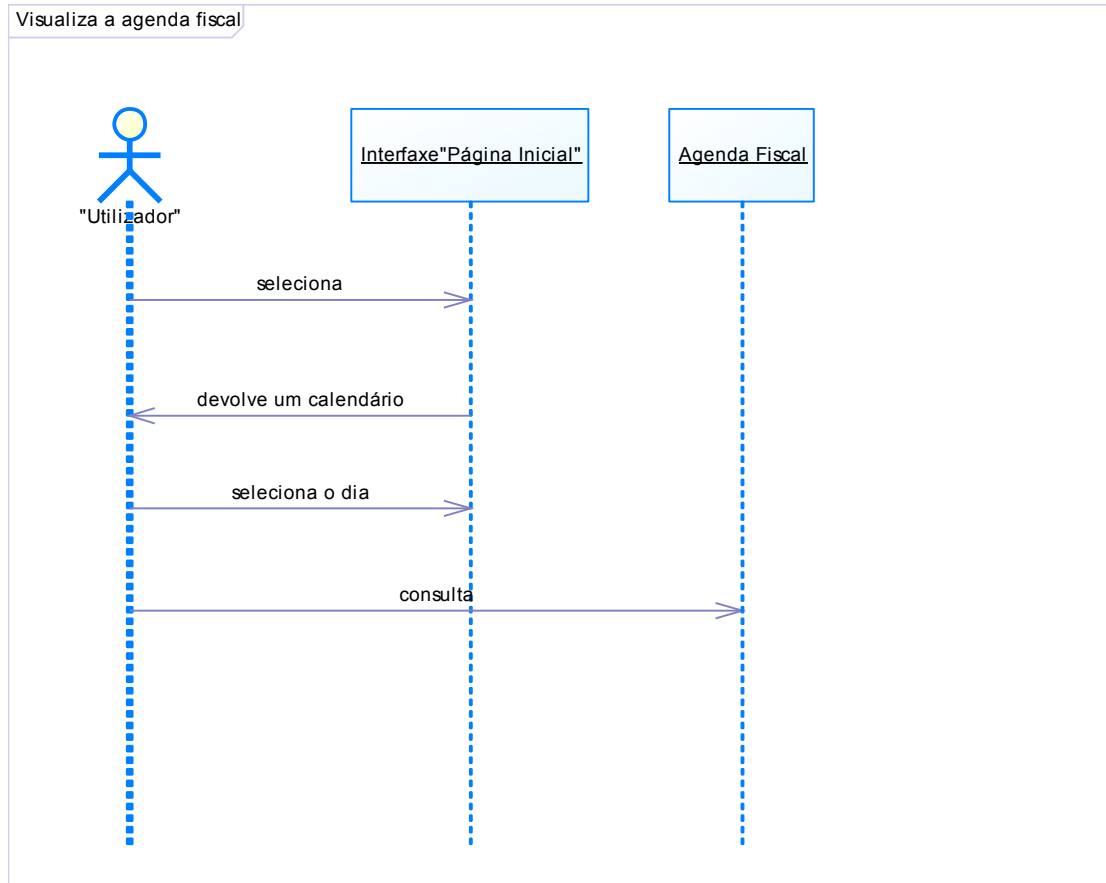 Visualiza a agenda fiscal
Interfaxe"Página Inicial"
Agenda Fiscal
"Utilizador"
seleciona
devolve um calendário
seleciona o dia
consulta